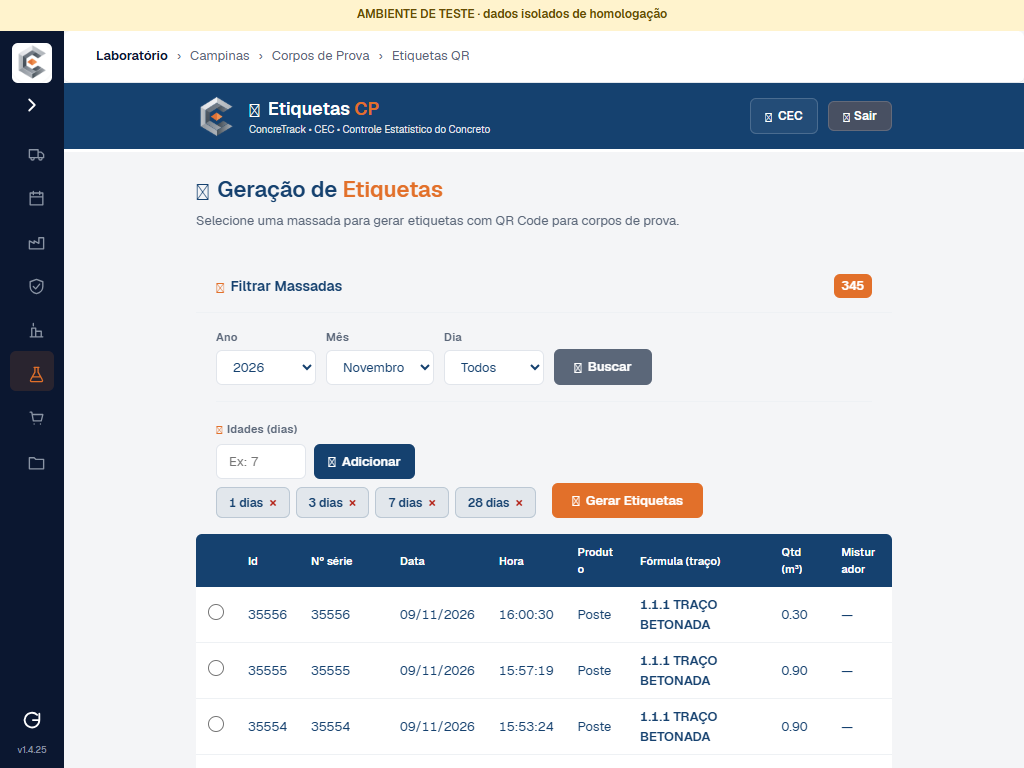 AMBIENTE DE TESTE · dados isolados de homologação
Laboratório › Campinas › Corpos de Prova › Etiquetas QR
Etiquetas CP
ConcreTrack • CEC • Controle Estatístico do Concreto
CEC
Sair
Geração de Etiquetas
Selecione uma massada para gerar etiquetas com QR Code para corpos de prova.
Filtrar Massadas
345
Ano Mês Dia
2026 Novembro Todos Buscar
Idades (dias)
Ex: 7 Adicionar
1 dias × 3 dias × 7 dias × 28 dias × Gerar Etiquetas
Id Nº série Data Hora Produt
o Fórmula (traço) Qtd
(m³) Mistur
ador
35556 35556 09/11/2026 16:00:30 Poste 1.1.1 TRAÇO
BETONADA 0.30 —
35555 35555 09/11/2026 15:57:19 Poste 1.1.1 TRAÇO
BETONADA 0.90 —
35554 35554 09/11/2026 15:53:24 Poste 1.1.1 TRAÇO
BETONADA 0.90 —
v1.4.25